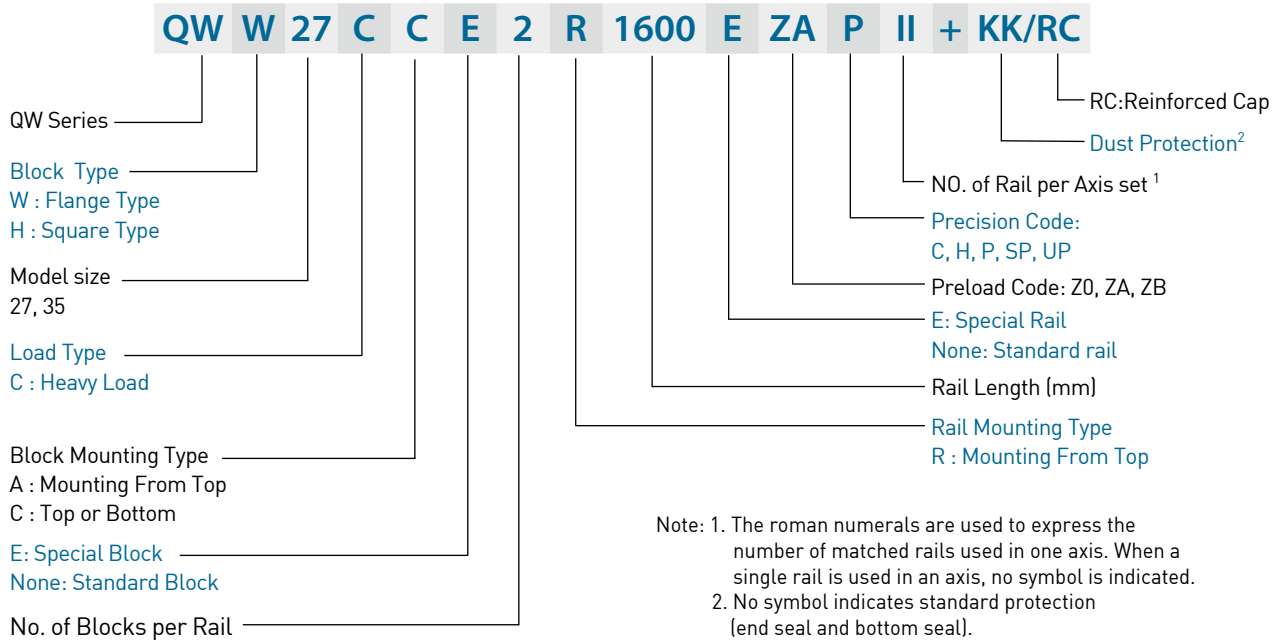 QW W 27 C C E 2 R 1600 E ZA P II + KK/RC
QW Series
Block Type
W : Flange Type
H : Square Type
Model size
27, 35
Load Type
C : Heavy Load
Block Mounting Type
A : Mounting From Top
C : Top or Bottom
E: Special Block
None: Standard Block
No. of Blocks per Rail
RC:Reinforced Cap
Dust Protection2
NO. of Rail per Axis set 1
Precision Code:
C, H, P, SP, UP
Preload Code: Z0, ZA, ZB
E: Special Rail
None: Standard rail
Rail Length (mm)
Rail Mounting Type
R : Mounting From Top
Note: 1. The roman numerals are used to express the
number of matched rails used in one axis. When a
single rail is used in an axis, no symbol is indicated.
2. No symbol indicates standard protection
(end seal and bottom seal).